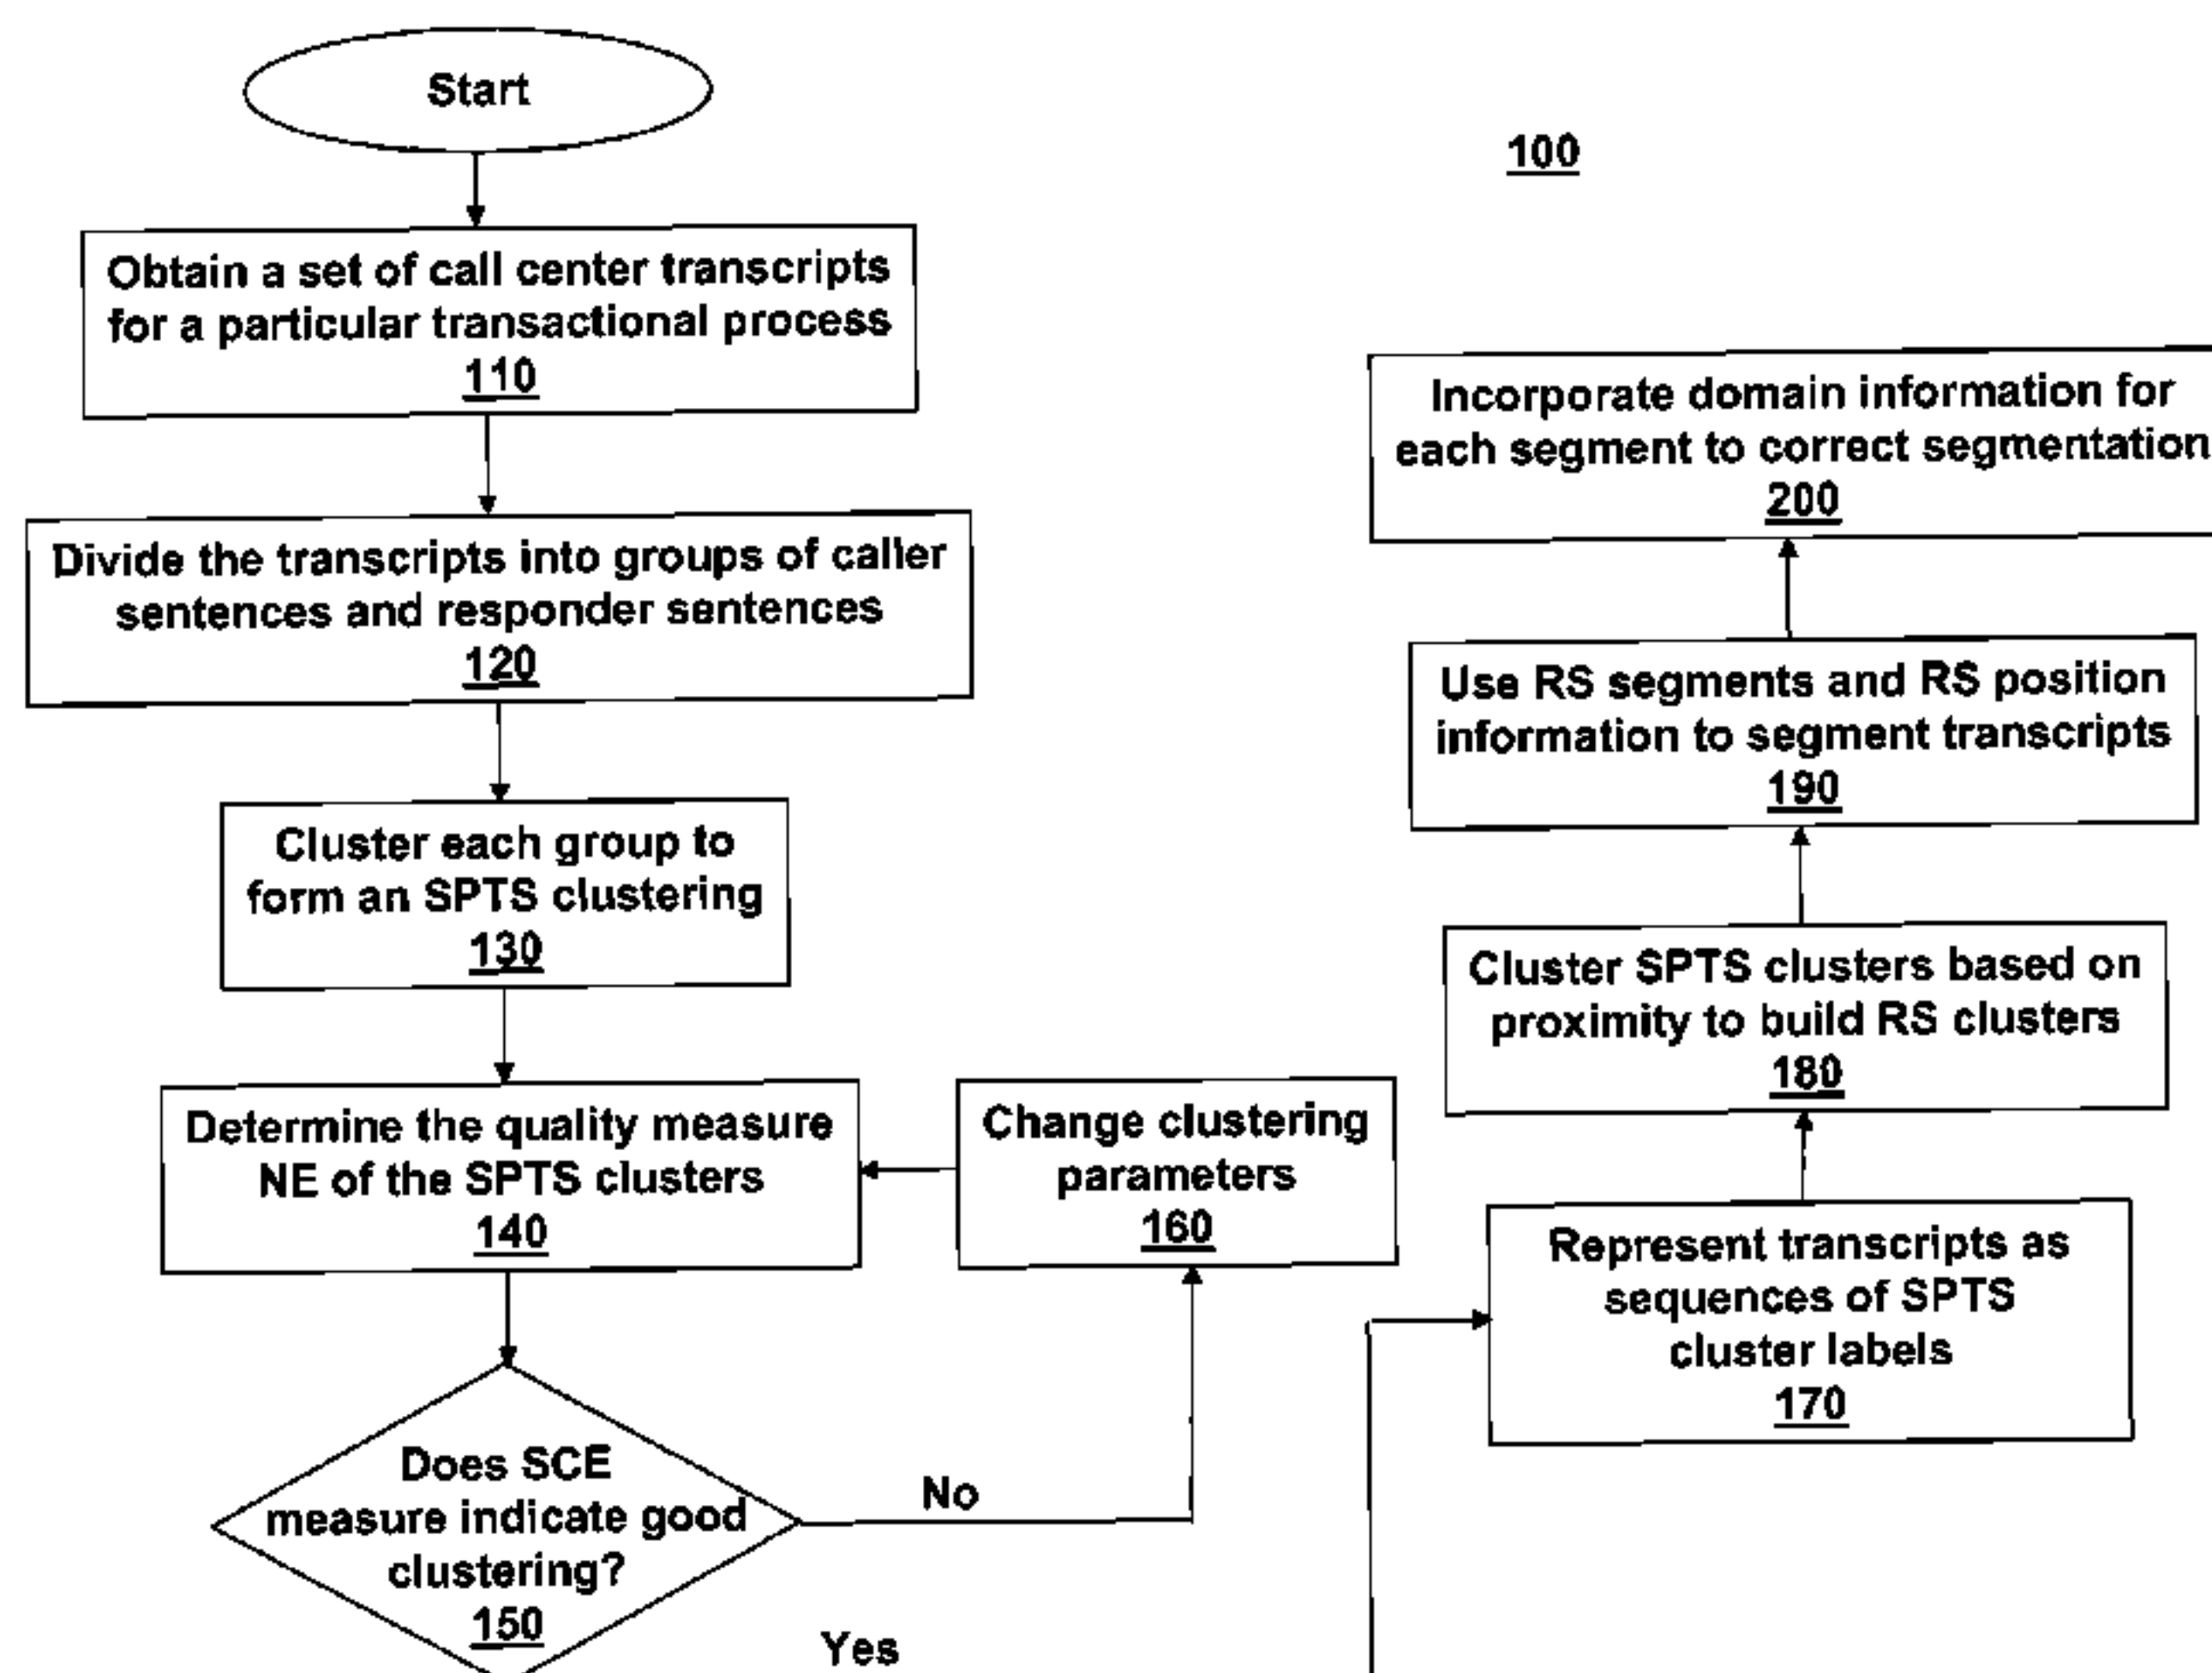 Start
100
Obtain a set of call center transcripts
for a particular transactional process
110
Divide the transcripts into groups of caller
sentences and responder sentences
120
Cluster each group to
form an SPTS clustering
130
Determine the quality measure
NE of the SPTS clusters
140
Does SCE
measure indicate good
clustering?
150
No
Yes
Change clustering
parameters
160
Represent transcripts as
sequences of SPTS
cluster labels
170
Cluster SPTS clusters based on
proximity to build RS clusters
180
Use RS segments and RS position
information to segment transcripts
190
Incorporate domain information for
each segment to correct segmentation
200